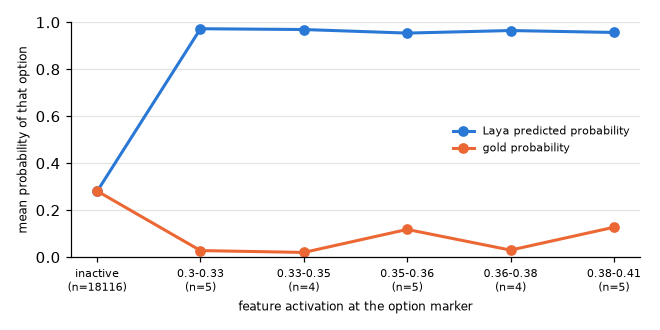 mean probability of that option
1.0
0.8
0.6
0.4
0.2
0.0
Laya predicted probability
gold probability
inactive
(n=18116)
0.3-0.33
(n=5)
0.33-0.35
(n=4)
0.35-0.36
(n=5)
0.36-0.38
(n=4)
0.38-0.41
(n=5)
feature activation at the option marker